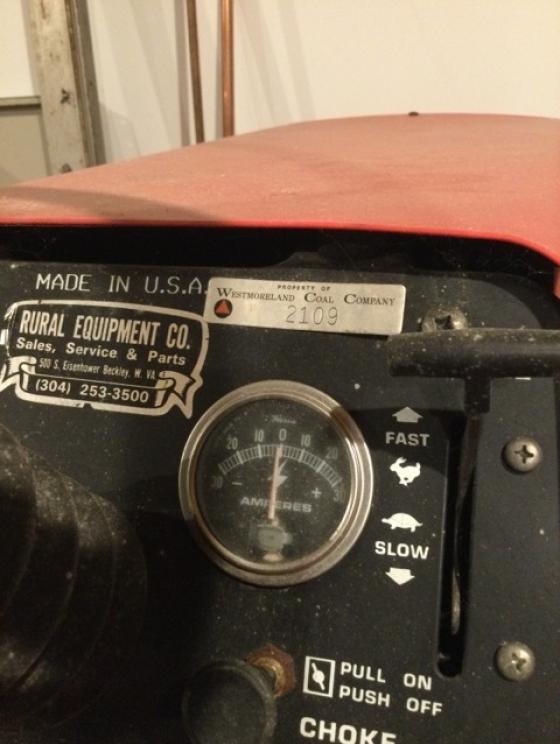 MADE IN U.S.A.
PROPERTY OF
WESTMORELAND COAL COMPANY
2109
RURAL EQUIPMENT CO.
Sales, Service & Parts
500 S. Eisenhower Beckley, W. VA
(304) 253-3500
30 20 10 0 10 20 30
- +
AMPERES
FAST
SLOW
PULL ON
PUSH OFF
CHOKE